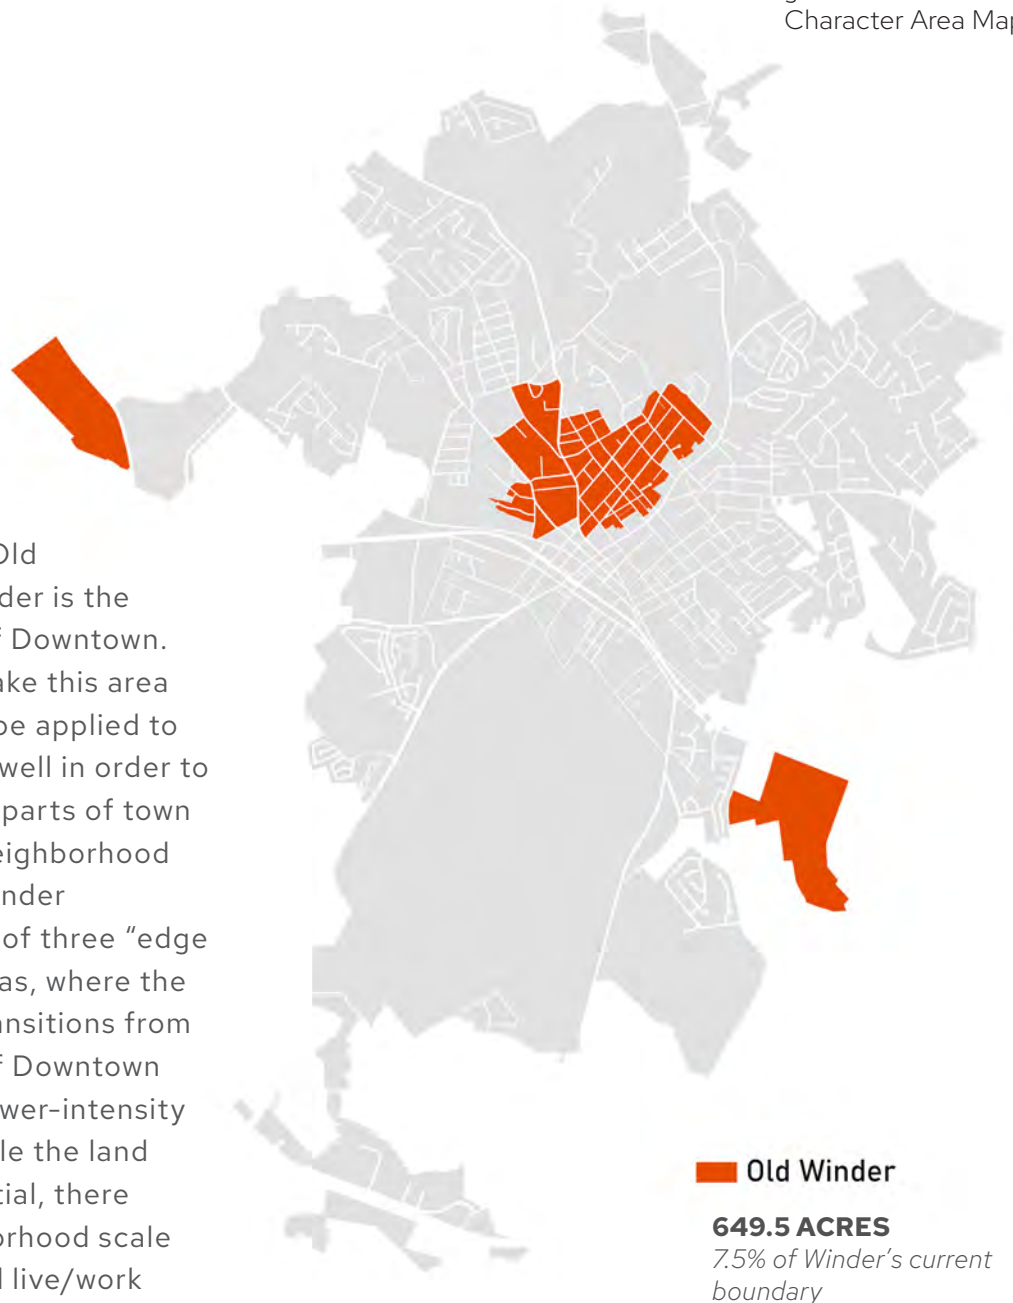 Character Area Map
Old
der is the
f Downtown.
ake this area
be applied to
well in order to
parts of town
eighborhood
nder
of three “edge
as, where the
ansitions from
f Downtown
wer-intensity
le the land
tial, there
orhood scale
l live/work
Old Winder
649.5 ACRES
7.5% of Winder’s current
boundary